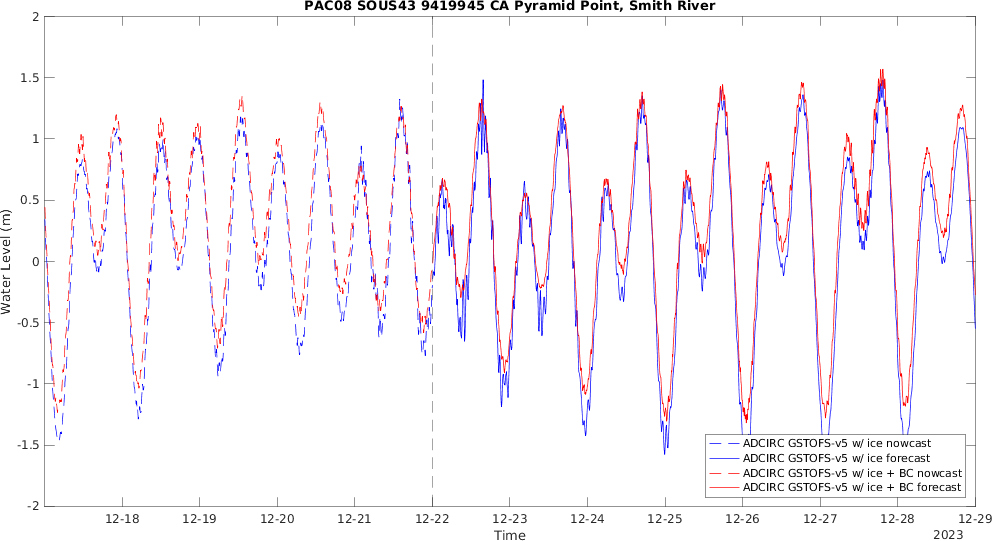 PAC08 SOUS43 9419945 CA Pyramid Point, Smith River
2
1.5
1
0.5
0
-0.5
-1
-1.5
-2
Water Level (m)
ADCIRC GSTOFS-v5 w/ ice nowcast
ADCIRC GSTOFS-v5 w/ ice forecast
ADCIRC GSTOFS-v5 w/ ice + BC nowcast
ADCIRC GSTOFS-v5 w/ ice + BC forecast
12-18 12-19 12-20 12-21 12-22 12-23 12-24 12-25 12-26 12-27 12-28 12-29
Time
2023